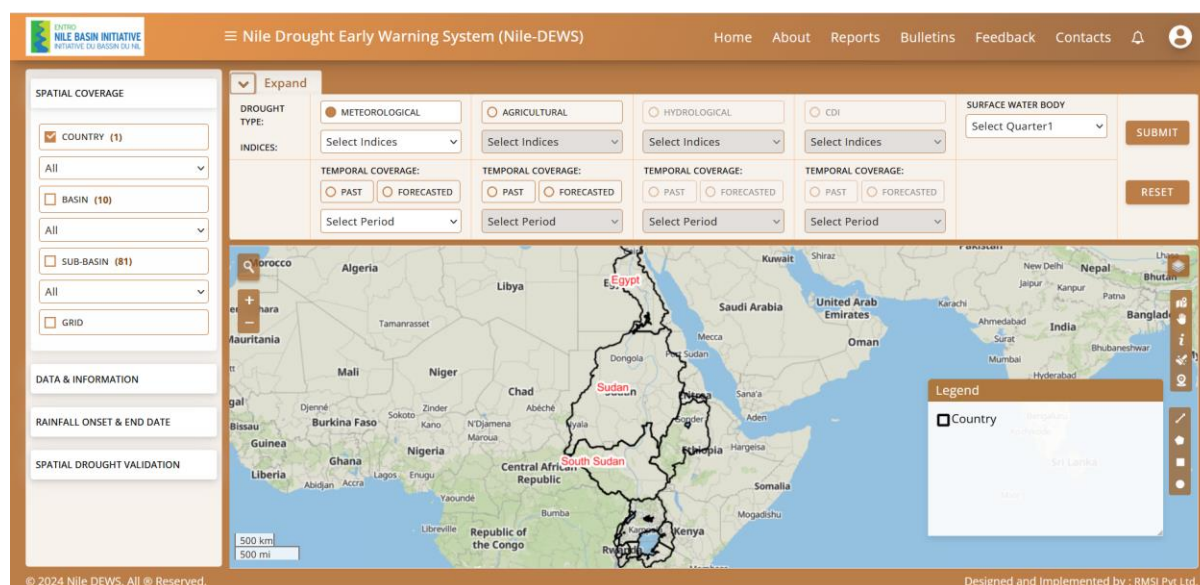 ENTRO
NILE BASIN INITIATIVE
INITIATIVE DU BASSIN DU NIL
Nile Drought Early Warning System (Nile-DEWS)
Home About Reports Bulletins Feedback Contacts
SPATIAL COVERAGE
COUNTRY (1)
All
BASIN (10)
All
SUB-BASIN (81)
All
GRID
DATA & INFORMATION
RAINFALL ONSET & END DATE
SPATIAL DROUGHT VALIDATION
Expand
DROUGHT TYPE:
METEOROLOGICAL AGRICULTURAL HYDROLOGICAL CDI
SURFACE WATER BODY
Select Quarter1
SUBMIT
INDICES:
Select Indices Select Indices Select Indices Select Indices
TEMPORAL COVERAGE: TEMPORAL COVERAGE: TEMPORAL COVERAGE: TEMPORAL COVERAGE:
PAST FORECASTED PAST FORECASTED PAST FORECASTED PAST FORECASTED
RESET
Select Period Select Period Select Period Select Period
Pakistan
Kuwait Shiraz
orocco Algeria Libya Egypt
New Delhi Nepal Bhutan
Jaipur Kanpur Patna
Saudi Arabia United Arab Emirates Karachi
Tamanrasset
Ahmedabad India
Mauritania
Mecca Oman Surat Bhubaneshwar
Dongola Port Sudan Mumbai
Mali Niger Chad Sudan
Hyderabad
Sana'a
Djenné Zinder Abéché Nyala Eritrea
Bissau Burkina Faso Sokoto Kano N'Djamena Gonder Aden
Maroua
Guinea Nigeria Ethiopia Hargeisa
Ghana Central African Republic South Sudan
Liberia Abidjan Accra Lagos Enugu Somalia
Yaoundé
Bumba Mogadishu
Libreville Republic of the Congo Kampala Kenya
Rwanda
500 km
500 mi
Legend
Country
Sri Lanka
© 2024 Nile DEWS. All ® Reserved.
Designed and Implemented by : RMSI Pvt Ltd